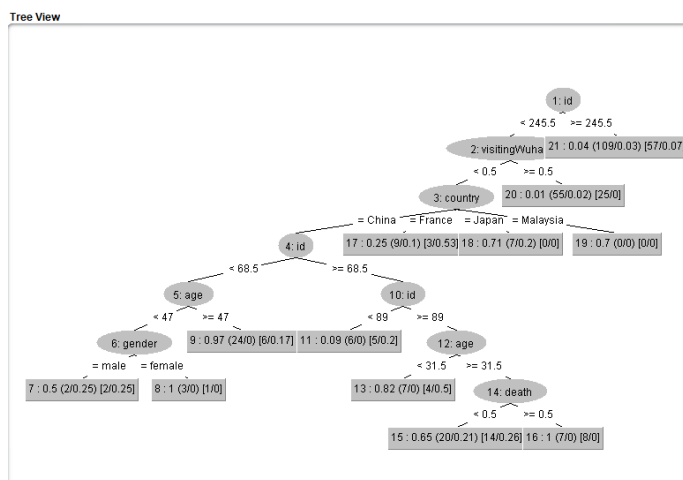 Tree View
1: id
< 245.5 >= 245.5
2: visitingWuha 21 : 0.04 (109/0.03) [57/0.07
< 0.5 >= 0.5
3: country 20 : 0.01 (55/0.02) [25/0]
= China = France = Japan = Malaysia
4: id 17 : 0.25 (9/0.1) [3/0.53] 18 : 0.71 (7/0.2) [0/0] 19 : 0.7 (0/0) [0/0]
< 68.5 >= 68.5
5: age 10: id
< 47 >= 47 < 89 >= 89
6: gender 9 : 0.97 (24/0) [6/0.17] 11 : 0.09 (6/0) [5/0.2] 12: age
= male = female < 31.5 >= 31.5
7 : 0.5 (2/0.25) [2/0.25] 8 : 1 (3/0) [1/0] 13 : 0.82 (7/0) [4/0.5] 14: death
< 0.5 >= 0.5
15 : 0.65 (20/0.21) [14/0.26] 16 : 1 (7/0) [8/0]